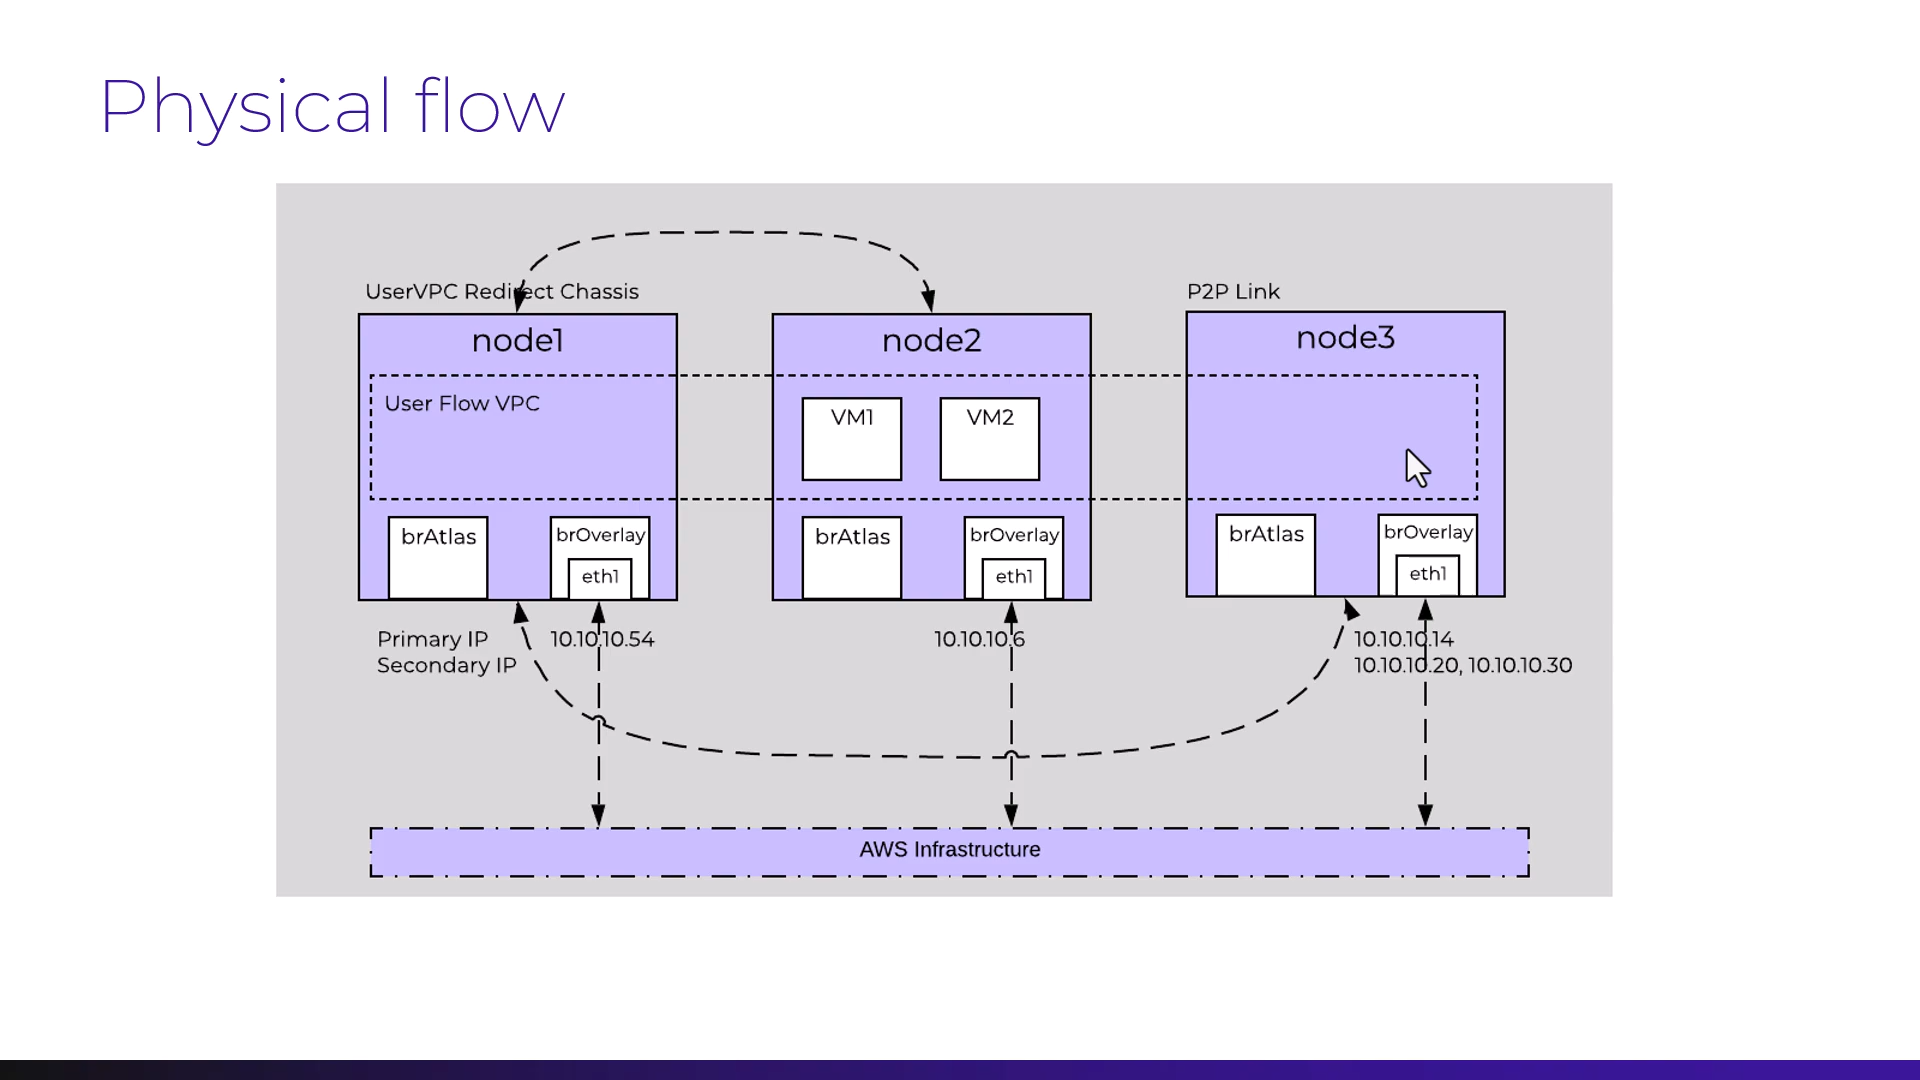 Physical flow
UserVPC Redirect Chassis
P2P Link
node1
node2
node3
User Flow VPC
VM1
VM2
brAtlas
brOverlay
eth1
brAtlas
brOverlay
eth1
brAtlas
brOverlay
eth1
Primary IP
10.10.10.54
10.10.10.6
10.10.10.14
Secondary IP
10.10.10.20, 10.10.10.30
AWS Infrastructure